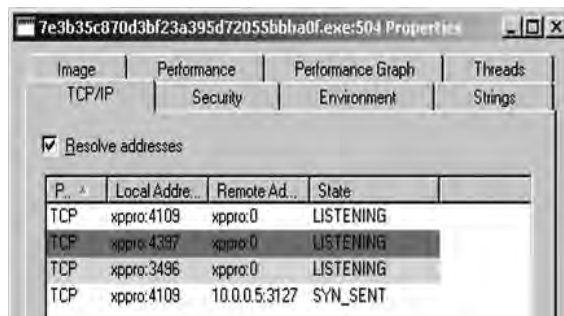 7e3b35c870d3bf23a395d72055bbba0f.exe:504 Properties
Image Performance Performance Graph Threads
TCP/IP Security Environment Strings
Resolve addresses
P.. Local Addre... Remote Ad... State
TCP xppro:4109 xppro:0 LISTENING
TCP xppro:4397 xppro:0 LISTENING
TCP xppro:3496 xppro:0 LISTENING
TCP xppro:4109 10.0.0.5:3127 SYN_SENT